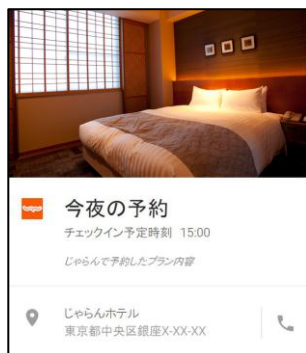 今夜の予約
チェックイン予定時刻 15:00
じゃらんで予約したプラン内容
じゃらんホテル
東京都中央区銀座X-XX-XX